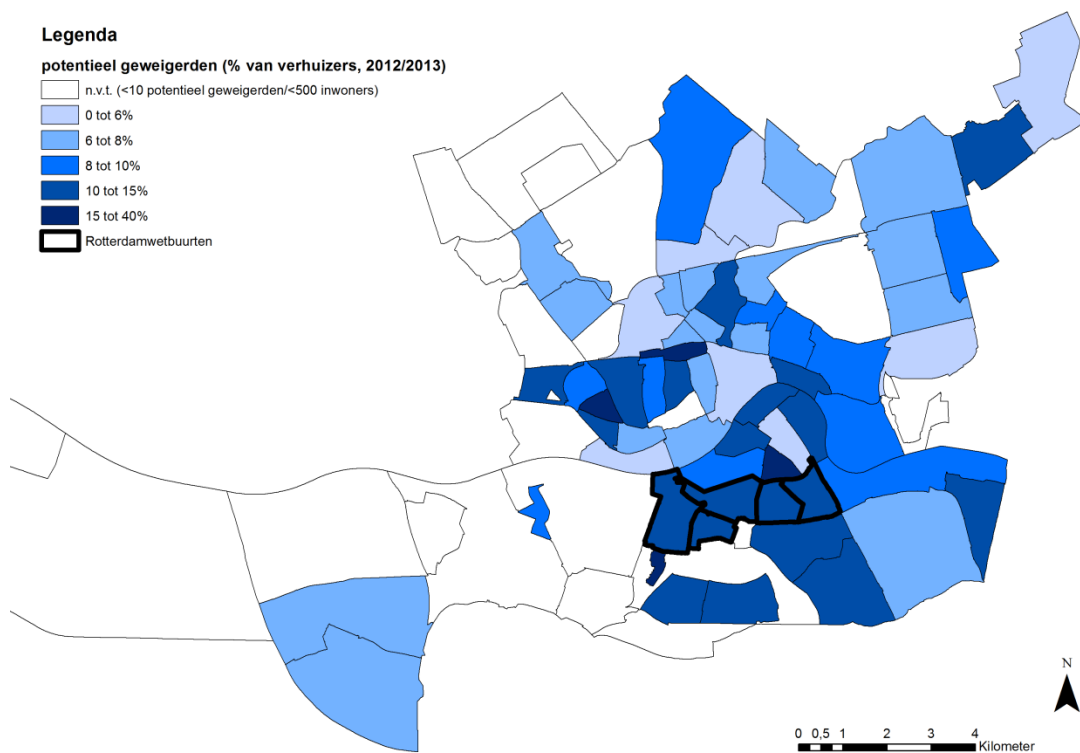 Legenda
potentieel geweigerden (% van verhuizers, 2012/2013)
n.v.t. (<10 potentieel geweigerden/<500 inwoners)
0 tot 6%
6 tot 8%
8 tot 10%
10 tot 15%
15 tot 40%
Rotterdamwetbuurten
N
0 0,5 1 2 3 4
Kilometer